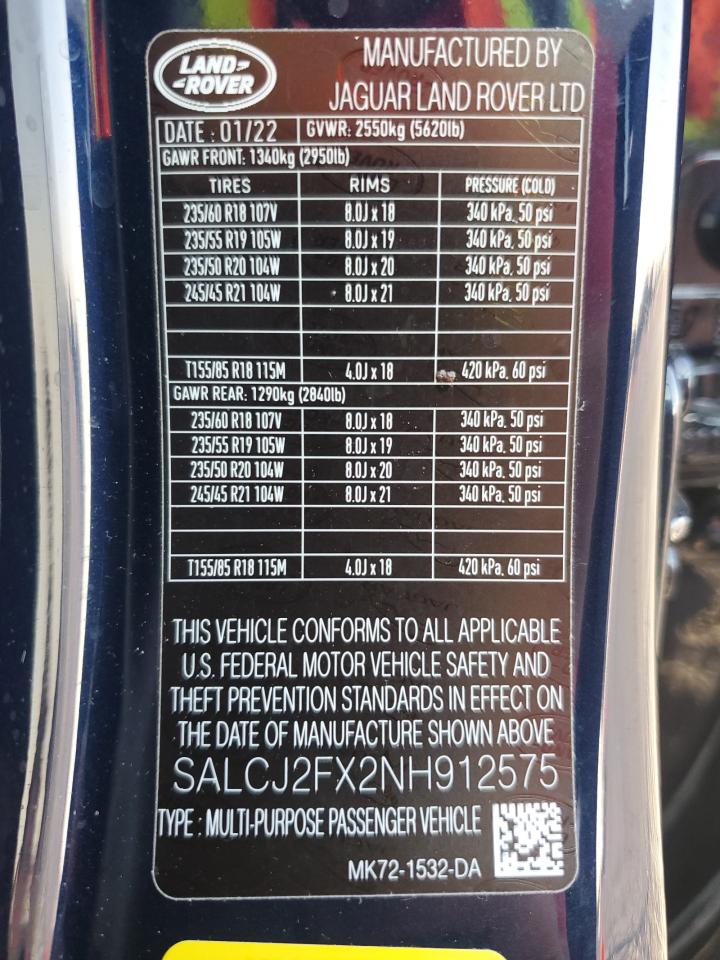 LAND-
-ROVER
MANUFACTURED BY
JAGUAR LAND ROVER LTD
DATE : 01/22 GVWR: 2550kg (5620lb)
GAWR FRONT: 1340kg (2950lb)
TIRES RIMS PRESSURE (COLD)
235/60 R18 107V 8.0J x 18 340 kPa, 50 psi
235/55 R19 105W 8.0J x 19 340 kPa, 50 psi
235/50 R20 104W 8.0J x 20 340 kPa, 50 psi
245/45 R21 104W 8.0J x 21 340 kPa, 50 psi
T155/85 R18 115M 4.0J x 18 420 kPa, 60 psi
GAWR REAR: 1290kg (2840lb)
235/60 R18 107V 8.0J x 18 340 kPa, 50 psi
235/55 R19 105W 8.0J x 19 340 kPa, 50 psi
235/50 R20 104W 8.0J x 20 340 kPa, 50 psi
245/45 R21 104W 8.0J x 21 340 kPa, 50 psi
T155/85 R18 115M 4.0J x 18 420 kPa, 60 psi
THIS VEHICLE CONFORMS TO ALL APPLICABLE
U.S. FEDERAL MOTOR VEHICLE SAFETY AND
THEFT PREVENTION STANDARDS IN EFFECT ON
THE DATE OF MANUFACTURE SHOWN ABOVE
SALCJ2FX2NH912575
TYPE : MULTI-PURPOSE PASSENGER VEHICLE
MK72-1532-DA